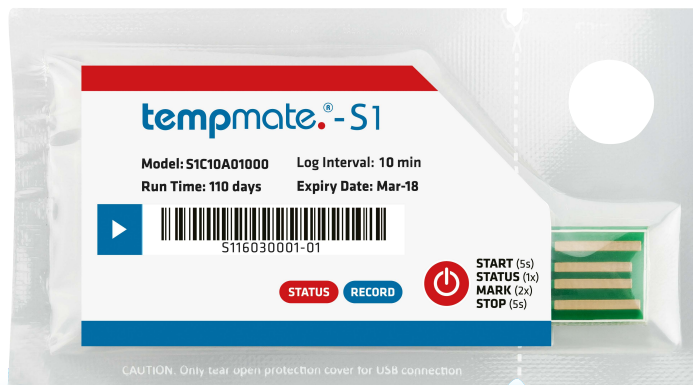 tempmate.®-S1
Model: S1C10A01000 Log Interval: 10 min
Run Time: 110 days Expiry Date: Mar-18
S116030001-01
START (5s)
STATUS (1x)
MARK (2x)
STOP (5s)
STATUS RECORD
CAUTION. Only tear open protection cover for USB connection